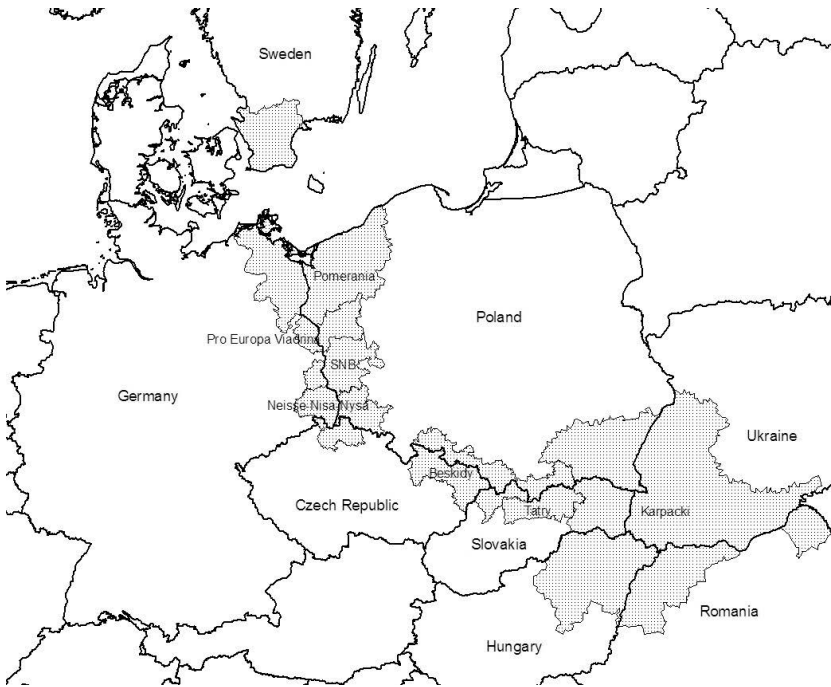 Sweden
Pomerania
Poland
Pro Europa Viadrina
SNB
Germany
Neisse-Nisa-Nysa
Ukraine
Beskidy
Czech Republic
Tatry
Karpacki
Slovakia
Romania
Hungary